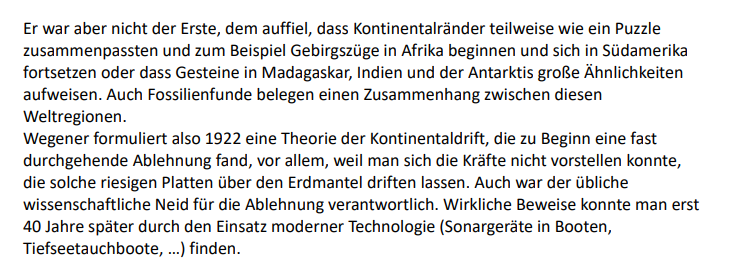 Er war aber nicht der Erste, dem auffiel, dass Kontinentalränder teilweise wie ein Puzzle
zusammenpassten und zum Beispiel Gebirgszüge in Afrika beginnen und sich in Südamerika
fortsetzen oder dass Gesteine in Madagaskar, Indien und der Antarktis große Ähnlichkeiten
aufweisen. Auch Fossilienfunde belegen einen Zusammenhang zwischen diesen
Weltregionen.
Wegener formuliert also 1922 eine Theorie der Kontinentaldrift, die zu Beginn eine fast
durchgehende Ablehnung fand, vor allem, weil man sich die Kräfte nicht vorstellen konnte,
die solche riesigen Platten über den Erdmantel driften lassen. Auch war der übliche
wissenschaftliche Neid für die Ablehnung verantwortlich. Wirkliche Beweise konnte man erst
40 Jahre später durch den Einsatz moderner Technologie (Sonargeräte in Booten,
Tiefseetauchboote, …) finden.